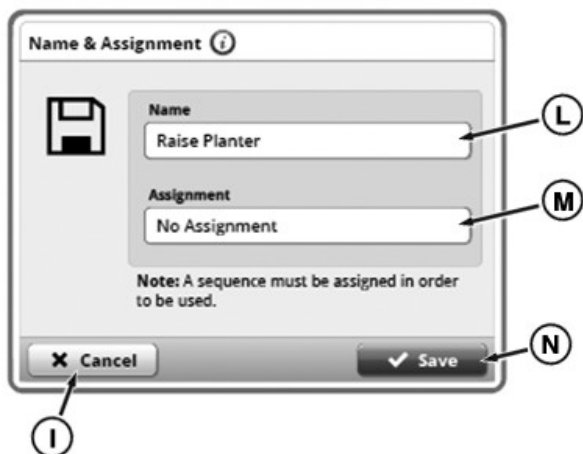 Name & Assignment i
Name
Raise Planter
L
Assignment
No Assignment
M
Note: A sequence must be assigned in order
to be used.
Cancel
Save
N
I